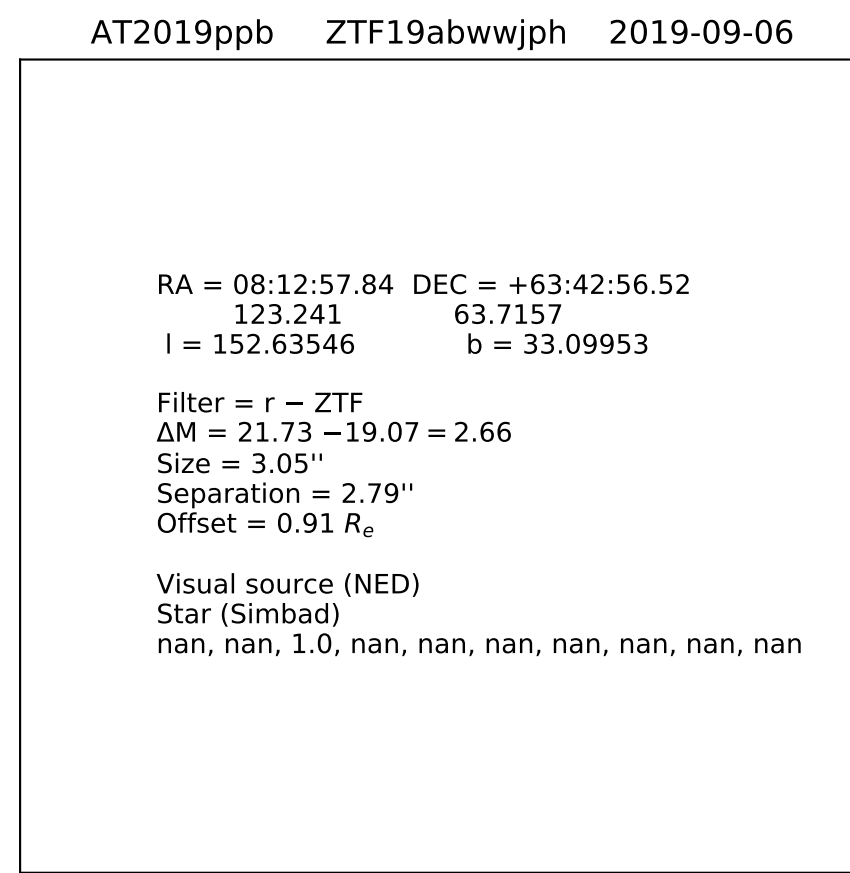 AT2019ppb ZTF19abwwjph 2019-09-06
RA = 08:12:57.84 DEC = +63:42:56.52
123.241 63.7157
l = 152.63546 b = 33.09953
Filter = r − ZTF
ΔM = 21.73 −19.07 = 2.66
Size = 3.05''
Separation = 2.79''
Offset = 0.91 Rₑ
Visual source (NED)
Star (Simbad)
nan, nan, 1.0, nan, nan, nan, nan, nan, nan, nan